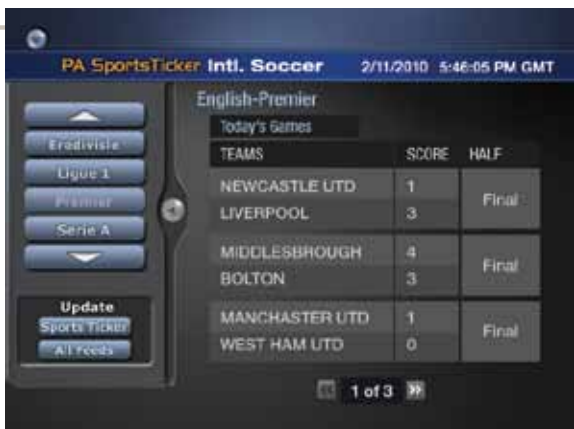 PA SportsTicker Intl. Soccer 2/11/2010 5:46:05 PM GMT
Eredivisie
Ligue 1
Premier
Serie A
Update
Sports Ticker
All Feeds
English-Premier
Today's Games
TEAMS SCORE HALF
NEWCASTLE UTD 1
LIVERPOOL 3
Final
MIDDLESBROUGH 4
BOLTON 3
Final
MANCHASTER UTD 1
WEST HAM UTD 0
Final
1 of 3